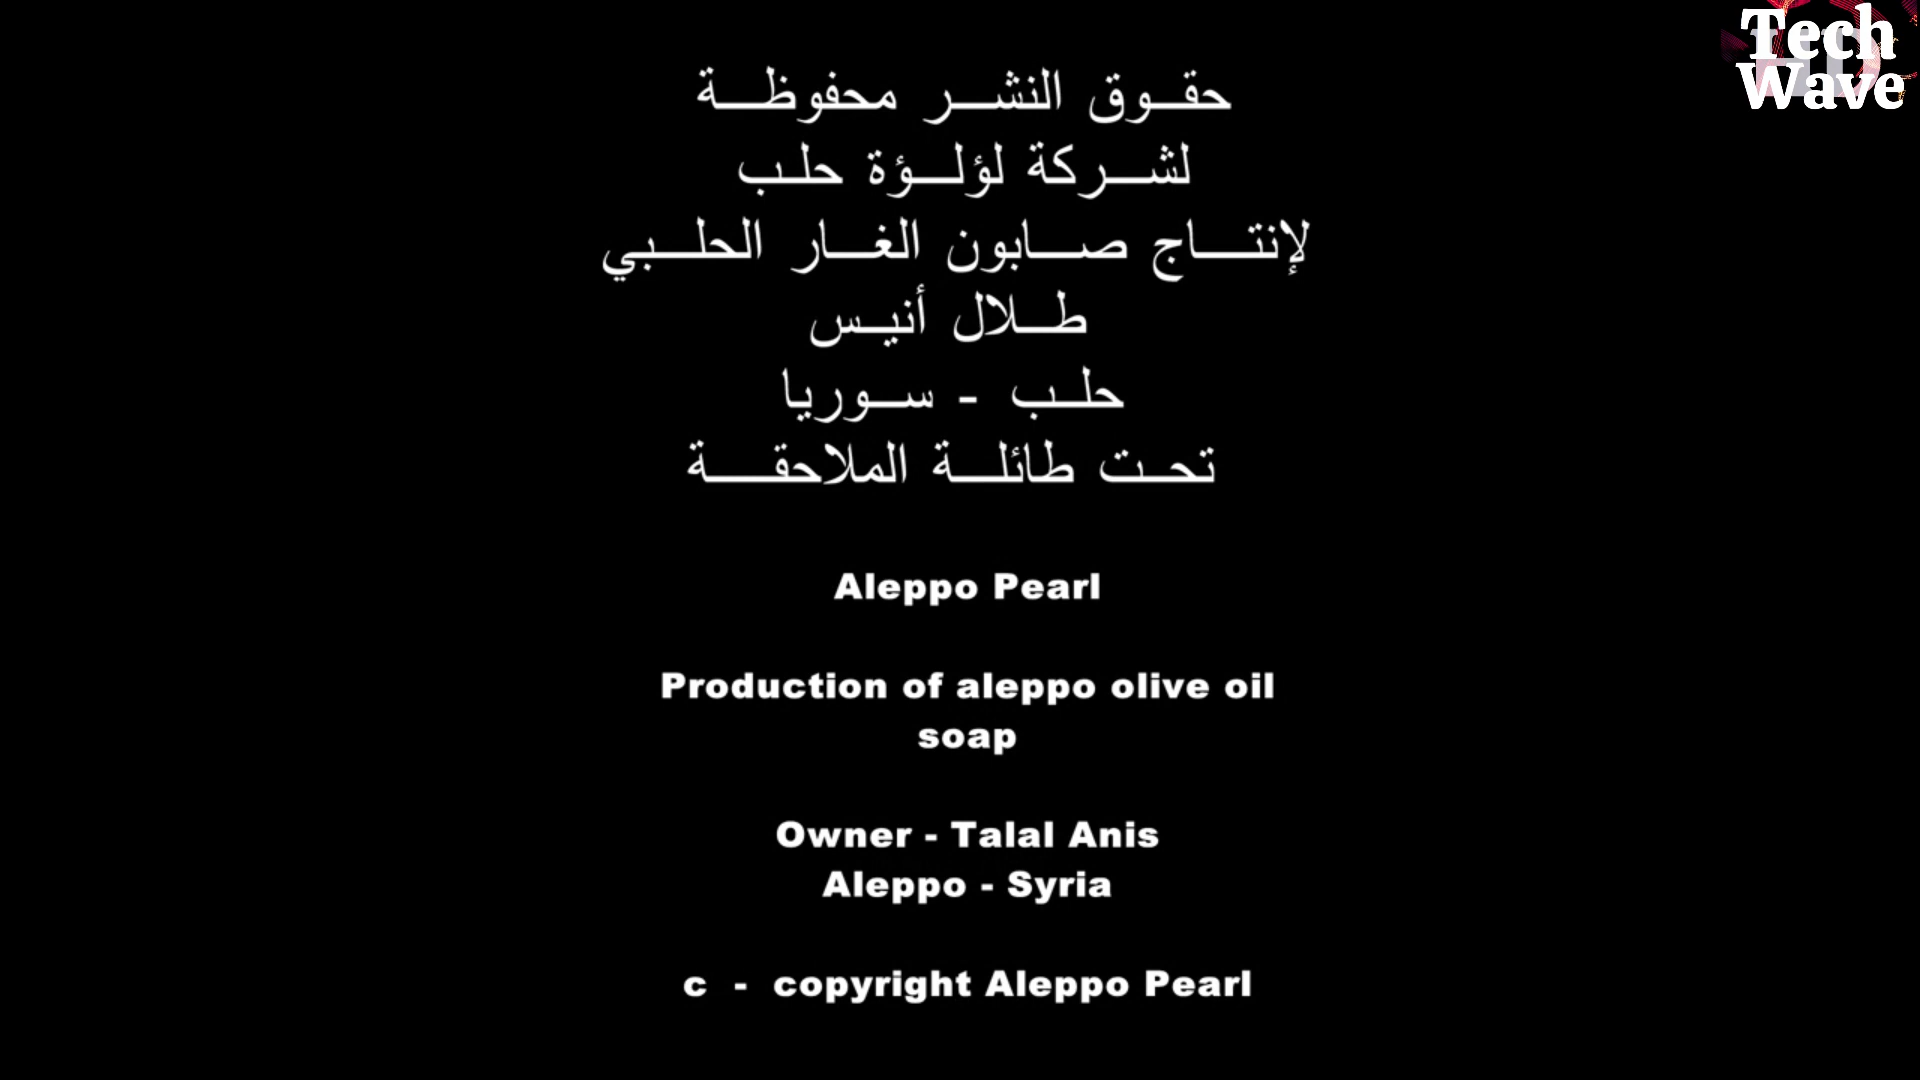 حقوق النشر محفوظة
لشركة لؤلؤة حلب
لإنتاج صابون الغار الحلبي
طلال أنيس
حلب - سوريا
تحت طائلة الملاحقة
Aleppo Pearl
Production of aleppo olive oil
soap
Owner - Talal Anis
Aleppo - Syria
c - copyright Aleppo Pearl
Tech
Wave